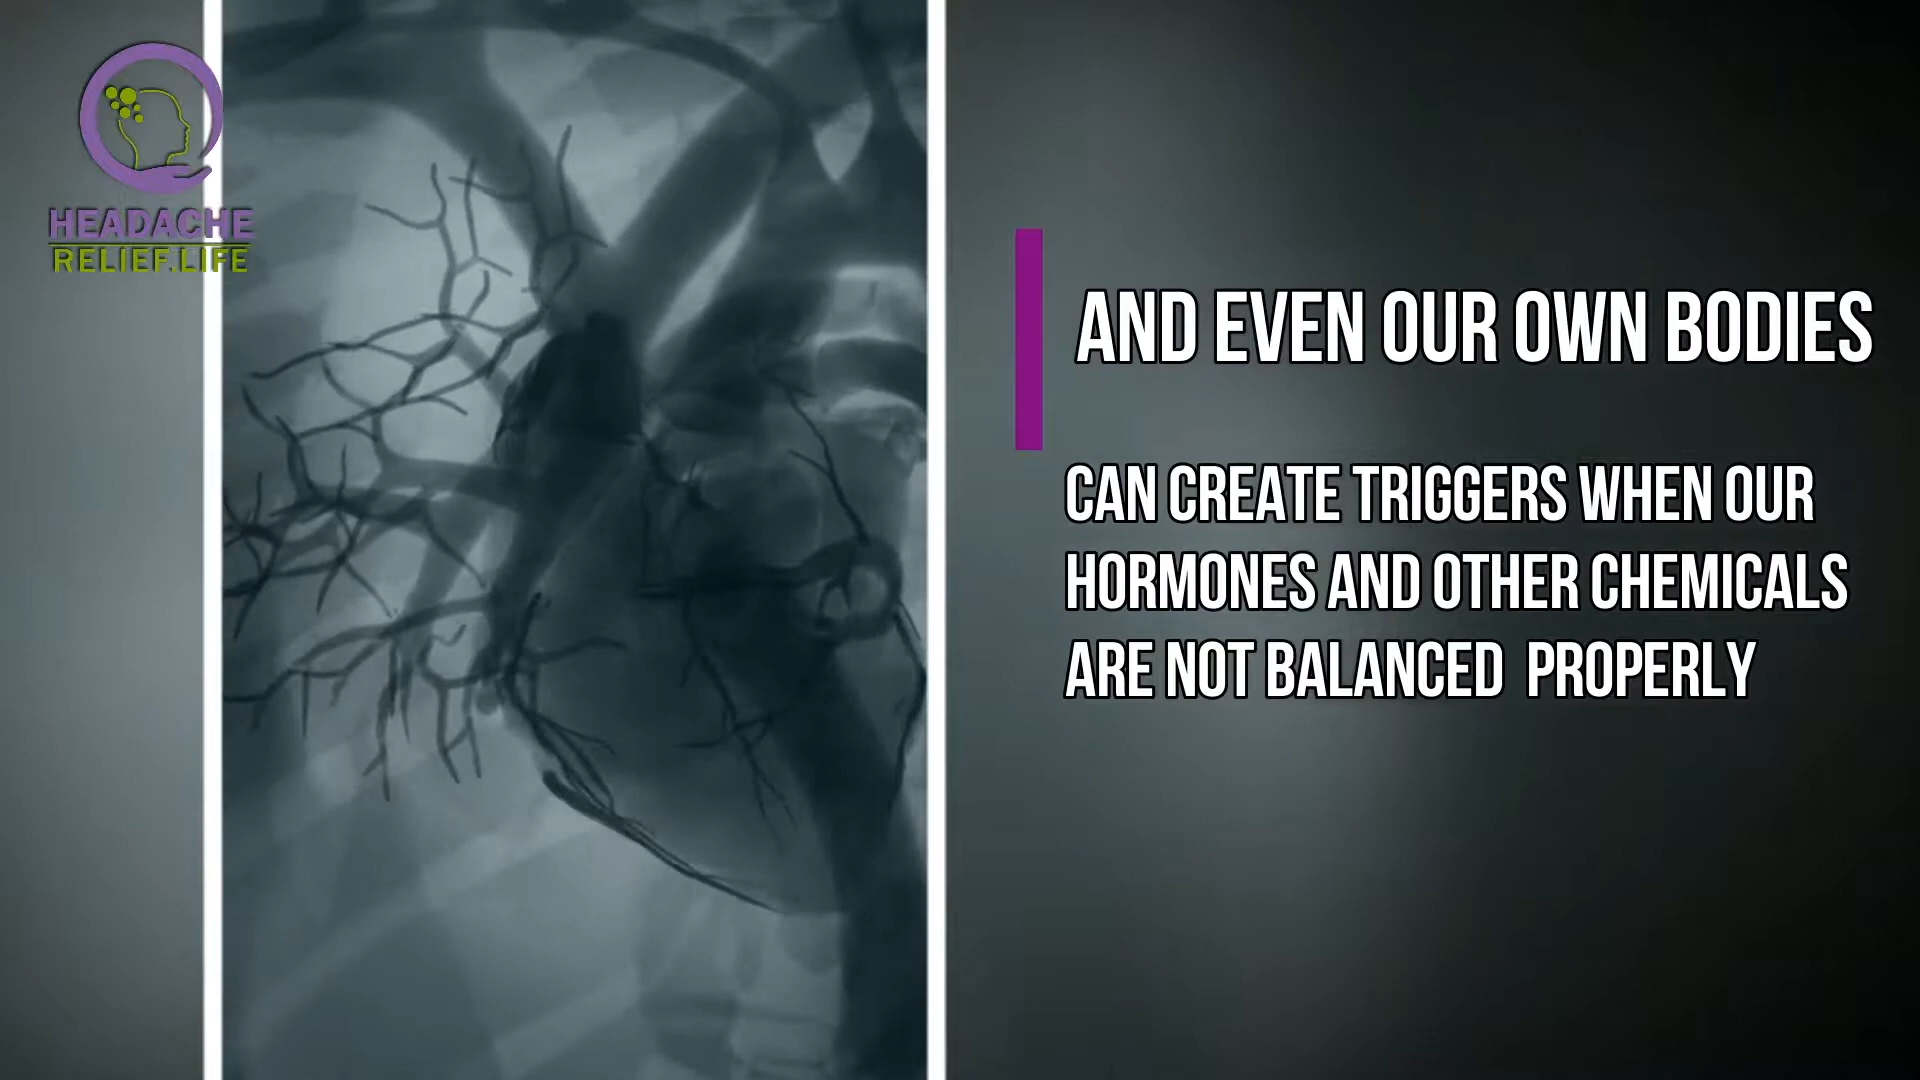 HEADACHE
RELIEF.LIFE
AND EVEN OUR OWN BODIES
CAN CREATE TRIGGERS WHEN OUR
HORMONES AND OTHER CHEMICALS
ARE NOT BALANCED PROPERLY